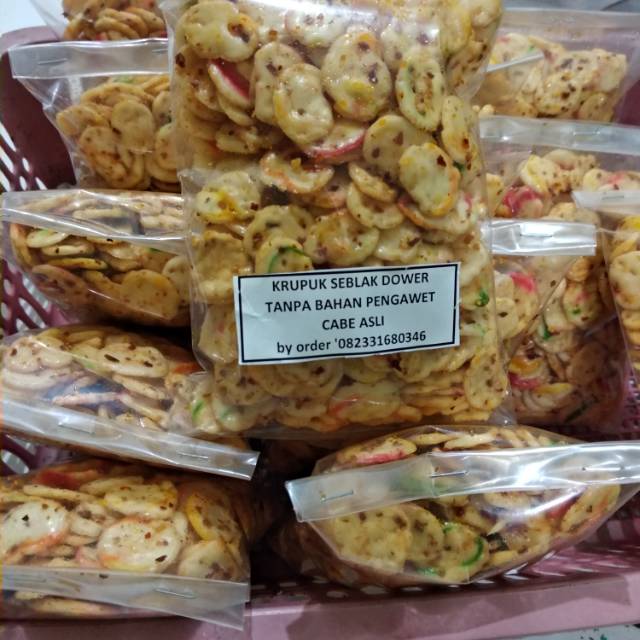 KRUPUK SEBLAK DOWER
TANPA BAHAN PENGAWET
CABE ASLI
by order '082331680346